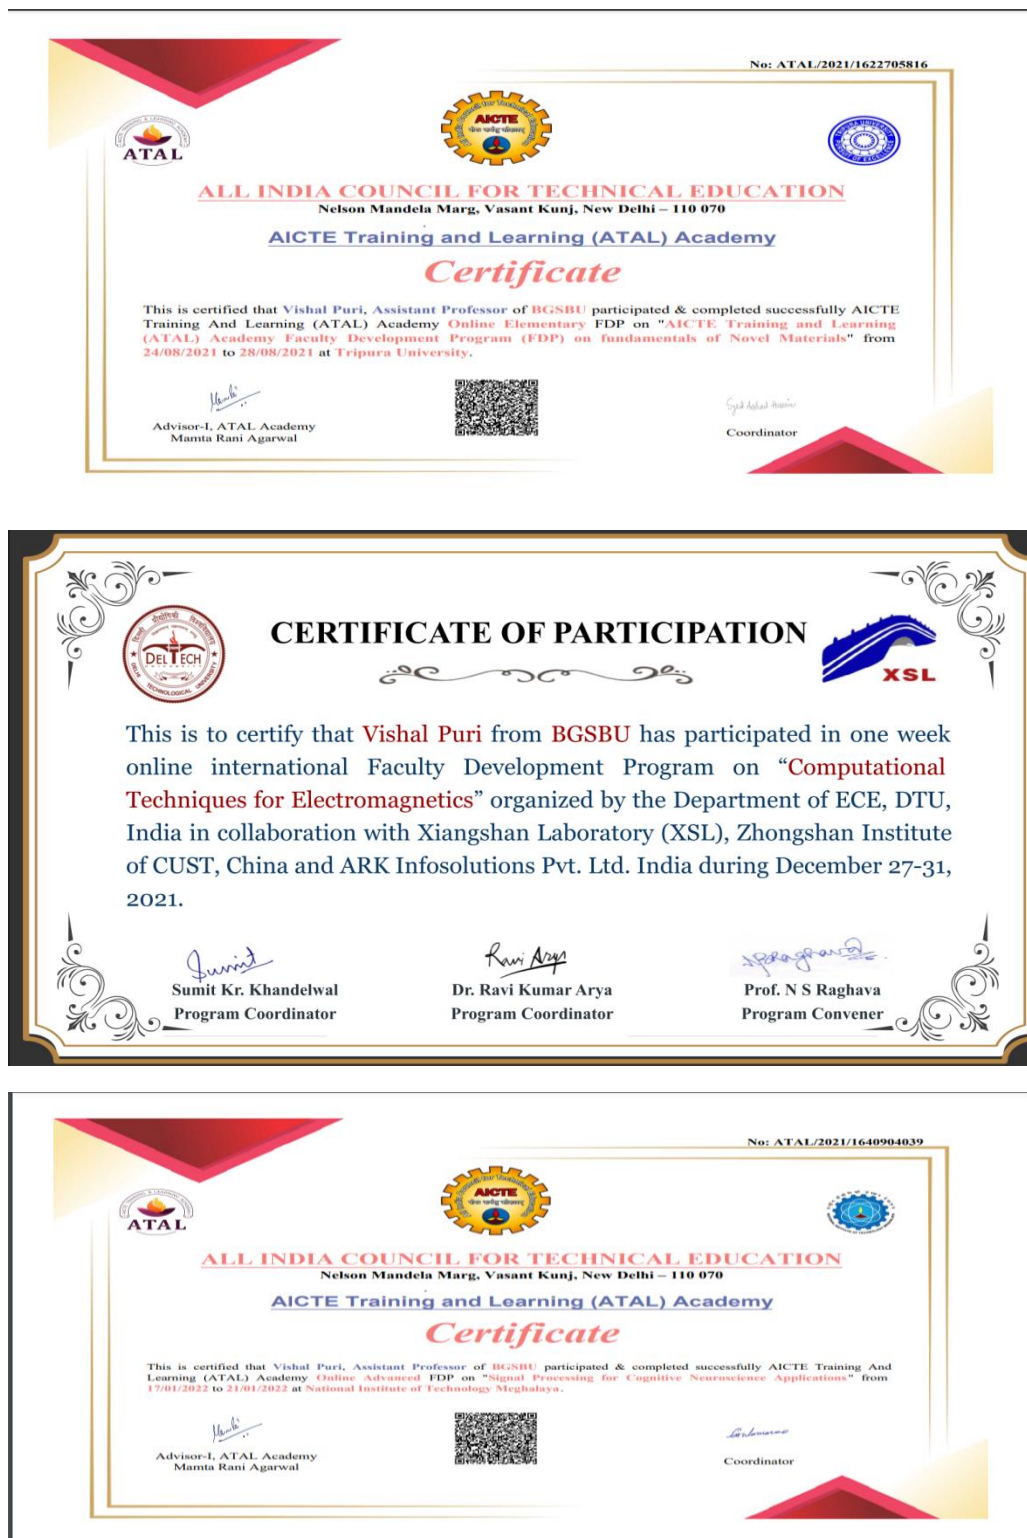 No: ATAL/2021/1622705816
ATAL
AICTE
ALL INDIA COUNCIL FOR TECHNICAL EDUCATION
Nelson Mandela Marg, Vasant Kunj, New Delhi – 110 070
AICTE Training and Learning (ATAL) Academy
Certificate
This is certified that Vishal Puri, Assistant Professor of BGSBU participated & completed successfully AICTE
Training And Learning (ATAL) Academy Online Elementary FDP on "AICTE Training and Learning
(ATAL) Academy Faculty Development Program (FDP) on fundamentals of Novel Materials" from
24/08/2021 to 28/08/2021 at Tripura University.
Advisor-I, ATAL Academy
Mamta Rani Agarwal
Syed Arshad Hussain
Coordinator
CERTIFICATE OF PARTICIPATION
DELTECH
DELHI TECHNOLOGICAL UNIVERSITY
XSL
This is to certify that Vishal Puri from BGSBU has participated in one week
online international Faculty Development Program on “Computational
Techniques for Electromagnetics” organized by the Department of ECE, DTU,
India in collaboration with Xiangshan Laboratory (XSL), Zhongshan Institute
of CUST, China and ARK Infosolutions Pvt. Ltd. India during December 27-31,
2021.
Sumit
Ravi Arya
Sumit Kr. Khandelwal
Dr. Ravi Kumar Arya
Prof. N S Raghava
Program Coordinator
Program Coordinator
Program Convener
No: ATAL/2021/1640904039
ATAL
AICTE
ALL INDIA COUNCIL FOR TECHNICAL EDUCATION
Nelson Mandela Marg, Vasant Kunj, New Delhi – 110 070
AICTE Training and Learning (ATAL) Academy
Certificate
This is certified that Vishal Puri, Assistant Professor of BGSBU participated & completed successfully AICTE Training And
Learning (ATAL) Academy Online Advanced FDP on "Signal Processing for Cognitive Neuroscience Applications" from
17/01/2022 to 21/01/2022 at National Institute of Technology Meghalaya.
Advisor-I, ATAL Academy
Mamta Rani Agarwal
Coordinator